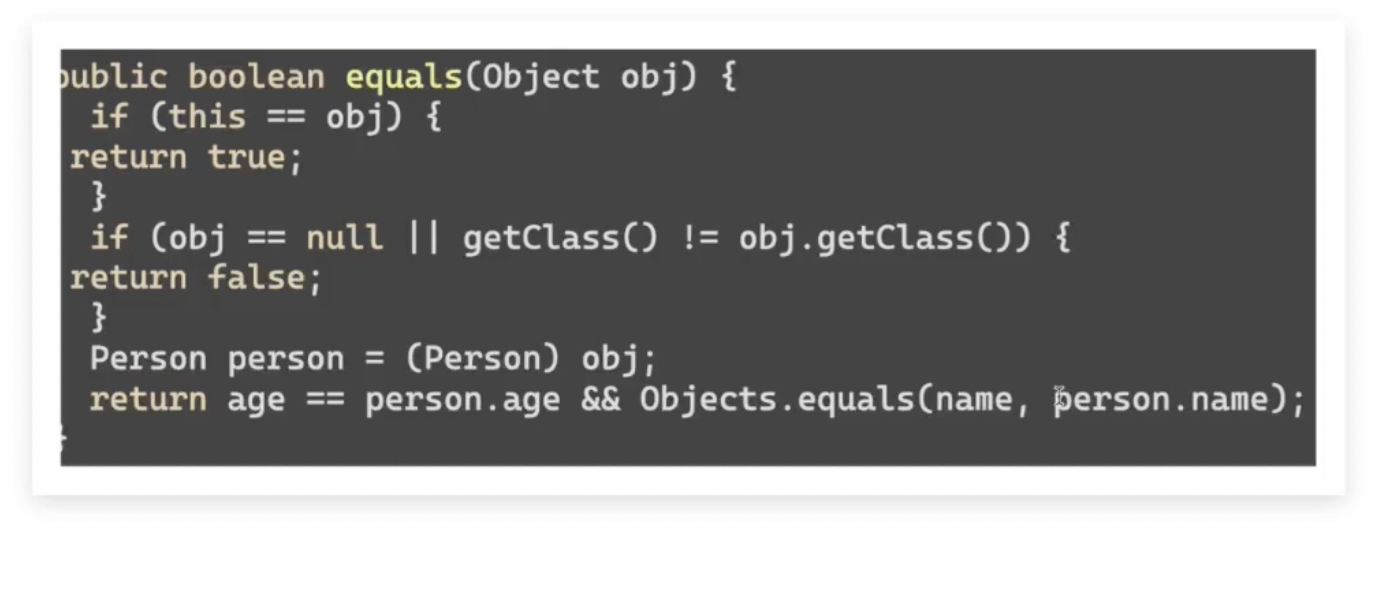 public boolean equals(Object obj) {
if (this == obj) {
return true;
}
if (obj == null || getClass() != obj.getClass()) {
return false;
}
Person person = (Person) obj;
return age == person.age && Objects.equals(name, person.name);
}